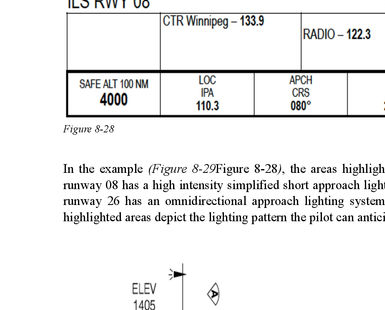 ILS RWY 08
CTR Winnipeg – 133.9
RADIO – 122.3
SAFE ALT 100 NM
4000
LOC
IPA
110.3
APCH
CRS
080°
Figure 8-28
In the example (Figure 8-29Figure 8-28), the areas highligh
runway 08 has a high intensity simplified short approach light
runway 26 has an omnidirectional approach lighting system
highlighted areas depict the lighting pattern the pilot can antici
ELEV
1405
A